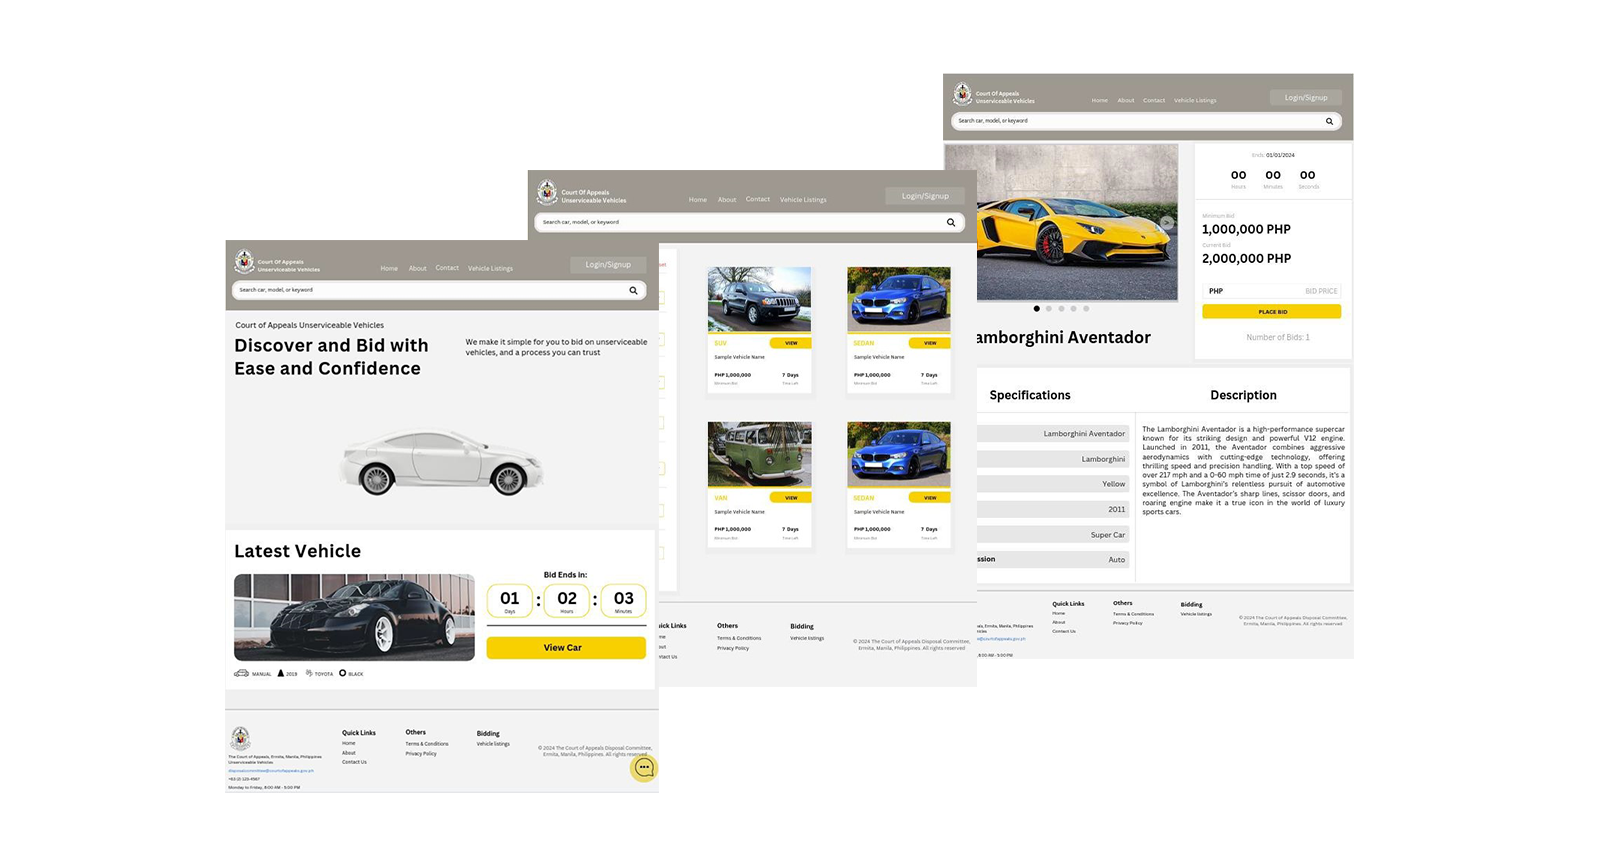 Court Of Appeals
Unserviceable Vehicles
Home About Contact Vehicle Listings
Login/Signup
Search car, model, or keyword
Court of Appeals Unserviceable Vehicles
Discover and Bid with
Ease and Confidence
We make it simple for you to bid on unserviceable
vehicles, and a process you can trust
Latest Vehicle
Bid Ends in:
01 : 02 : 03
Days Hours Minutes
View Car
MANUAL 2019 TOYOTA BLACK
The Court of Appeals, Ermita, Manila, Philippines
Unserviceable Vehicles
disposalcommittee@courtofappeals.gov.ph
+63 (2) 123-4567
Monday to Friday, 8:00 AM - 5:00 PM
Quick Links
Home
About
Contact Us
Others
Terms & Conditions
Privacy Policy
Bidding
Vehicle listings
© 2024 The Court of Appeals Disposal Committee,
Ermita, Manila, Philippines. All rights reserved
Court Of Appeals
Unserviceable Vehicles
Home About Contact Vehicle Listings
Login/Signup
Search car, model, or keyword
SUV VIEW
Sample Vehicle Name
PHP 1,000,000 7 Days
Minimum Bid Time Left
SEDAN VIEW
Sample Vehicle Name
PHP 1,000,000 7 Days
Minimum Bid Time Left
VAN VIEW
Sample Vehicle Name
PHP 1,000,000 7 Days
Minimum Bid Time Left
SEDAN VIEW
Sample Vehicle Name
PHP 1,000,000 7 Days
Minimum Bid Time Left
uick Links
me
out
ntact Us
Others
Terms & Conditions
Privacy Policy
Bidding
Vehicle listings
© 2024 The Court of Appeals Disposal Committee,
Ermita, Manila, Philippines. All rights reserved
Court Of Appeals
Unserviceable Vehicles
Home About Contact Vehicle Listings
Login/Signup
Search car, model, or keyword
Ends: 01/01/2024
00 00 00
Hours Minutes Seconds
Minimum Bid
1,000,000 PHP
Current Bid
2,000,000 PHP
PHP BID PRICE
PLACE BID
Number of Bids: 1
amborghini Aventador
Specifications
Lamborghini Aventador
Lamborghini
Yellow
2011
Super Car
ssion Auto
Description
The Lamborghini Aventador is a high-performance supercar
known for its striking design and powerful V12 engine.
Launched in 2011, the Aventador combines aggressive
aerodynamics with cutting-edge technology, offering
thrilling speed and precision handling. With a top speed of
over 217 mph and a 0-60 mph time of just 2.9 seconds, it's a
symbol of Lamborghini's relentless pursuit of automotive
excellence. The Aventador's sharp lines, scissor doors, and
roaring engine make it a true icon in the world of luxury
sports cars.
als, Ermita, Manila, Philippines
hicles
e@courtofappeals.gov.ph
8:00 AM - 5:00 PM
Quick Links
Home
About
Contact Us
Others
Terms & Conditions
Privacy Policy
Bidding
Vehicle listings
© 2024 The Court of Appeals Disposal Committee,
Ermita, Manila, Philippines. All rights reserved